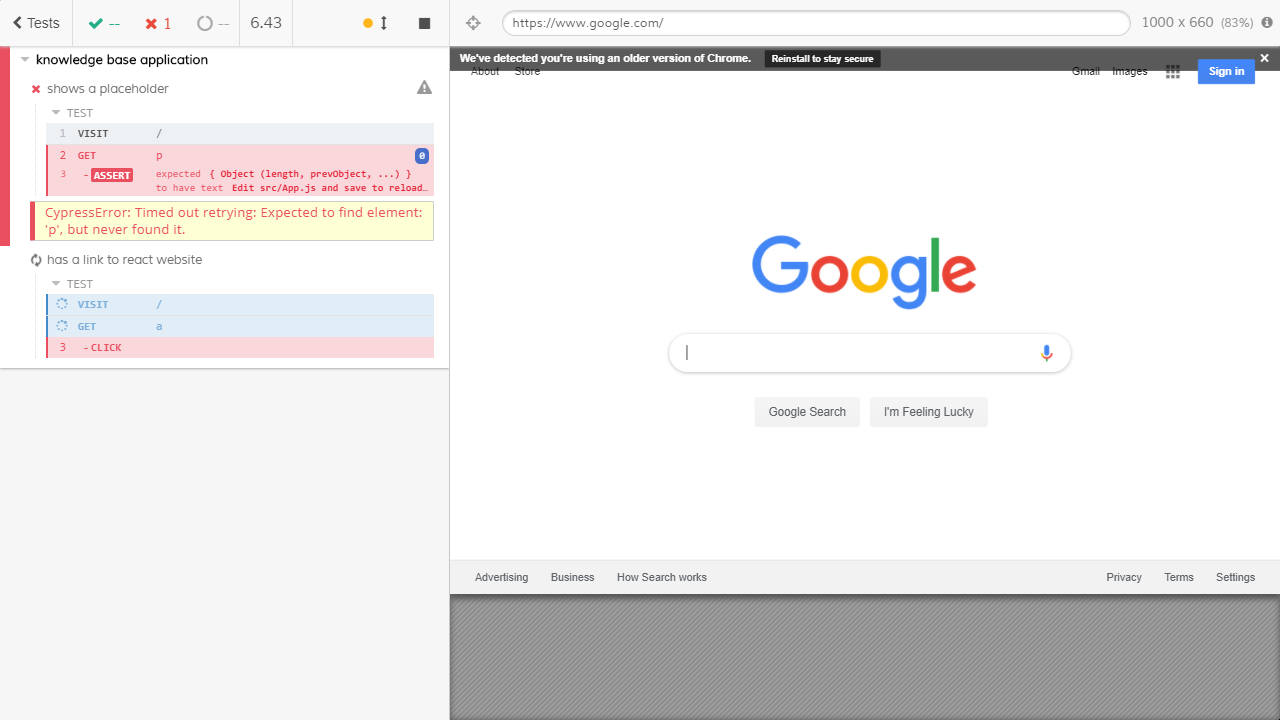 Tests
--
1
--
6.43
https://www.google.com/
1000 x 660 (83%)
knowledge base application
shows a placeholder
TEST
1 VISIT /
2 GET p 0
3 -ASSERT expected { Object (length, prevObject, ...) }
to have text Edit src/App.js and save to reload…
CypressError: Timed out retrying: Expected to find element:
'p', but never found it.
has a link to react website
TEST
VISIT /
GET a
3 -CLICK
We've detected you're using an older version of Chrome. Reinstall to stay secure
About Store Gmail Images Sign in
Google
Google Search I'm Feeling Lucky
Advertising Business How Search works Privacy Terms Settings